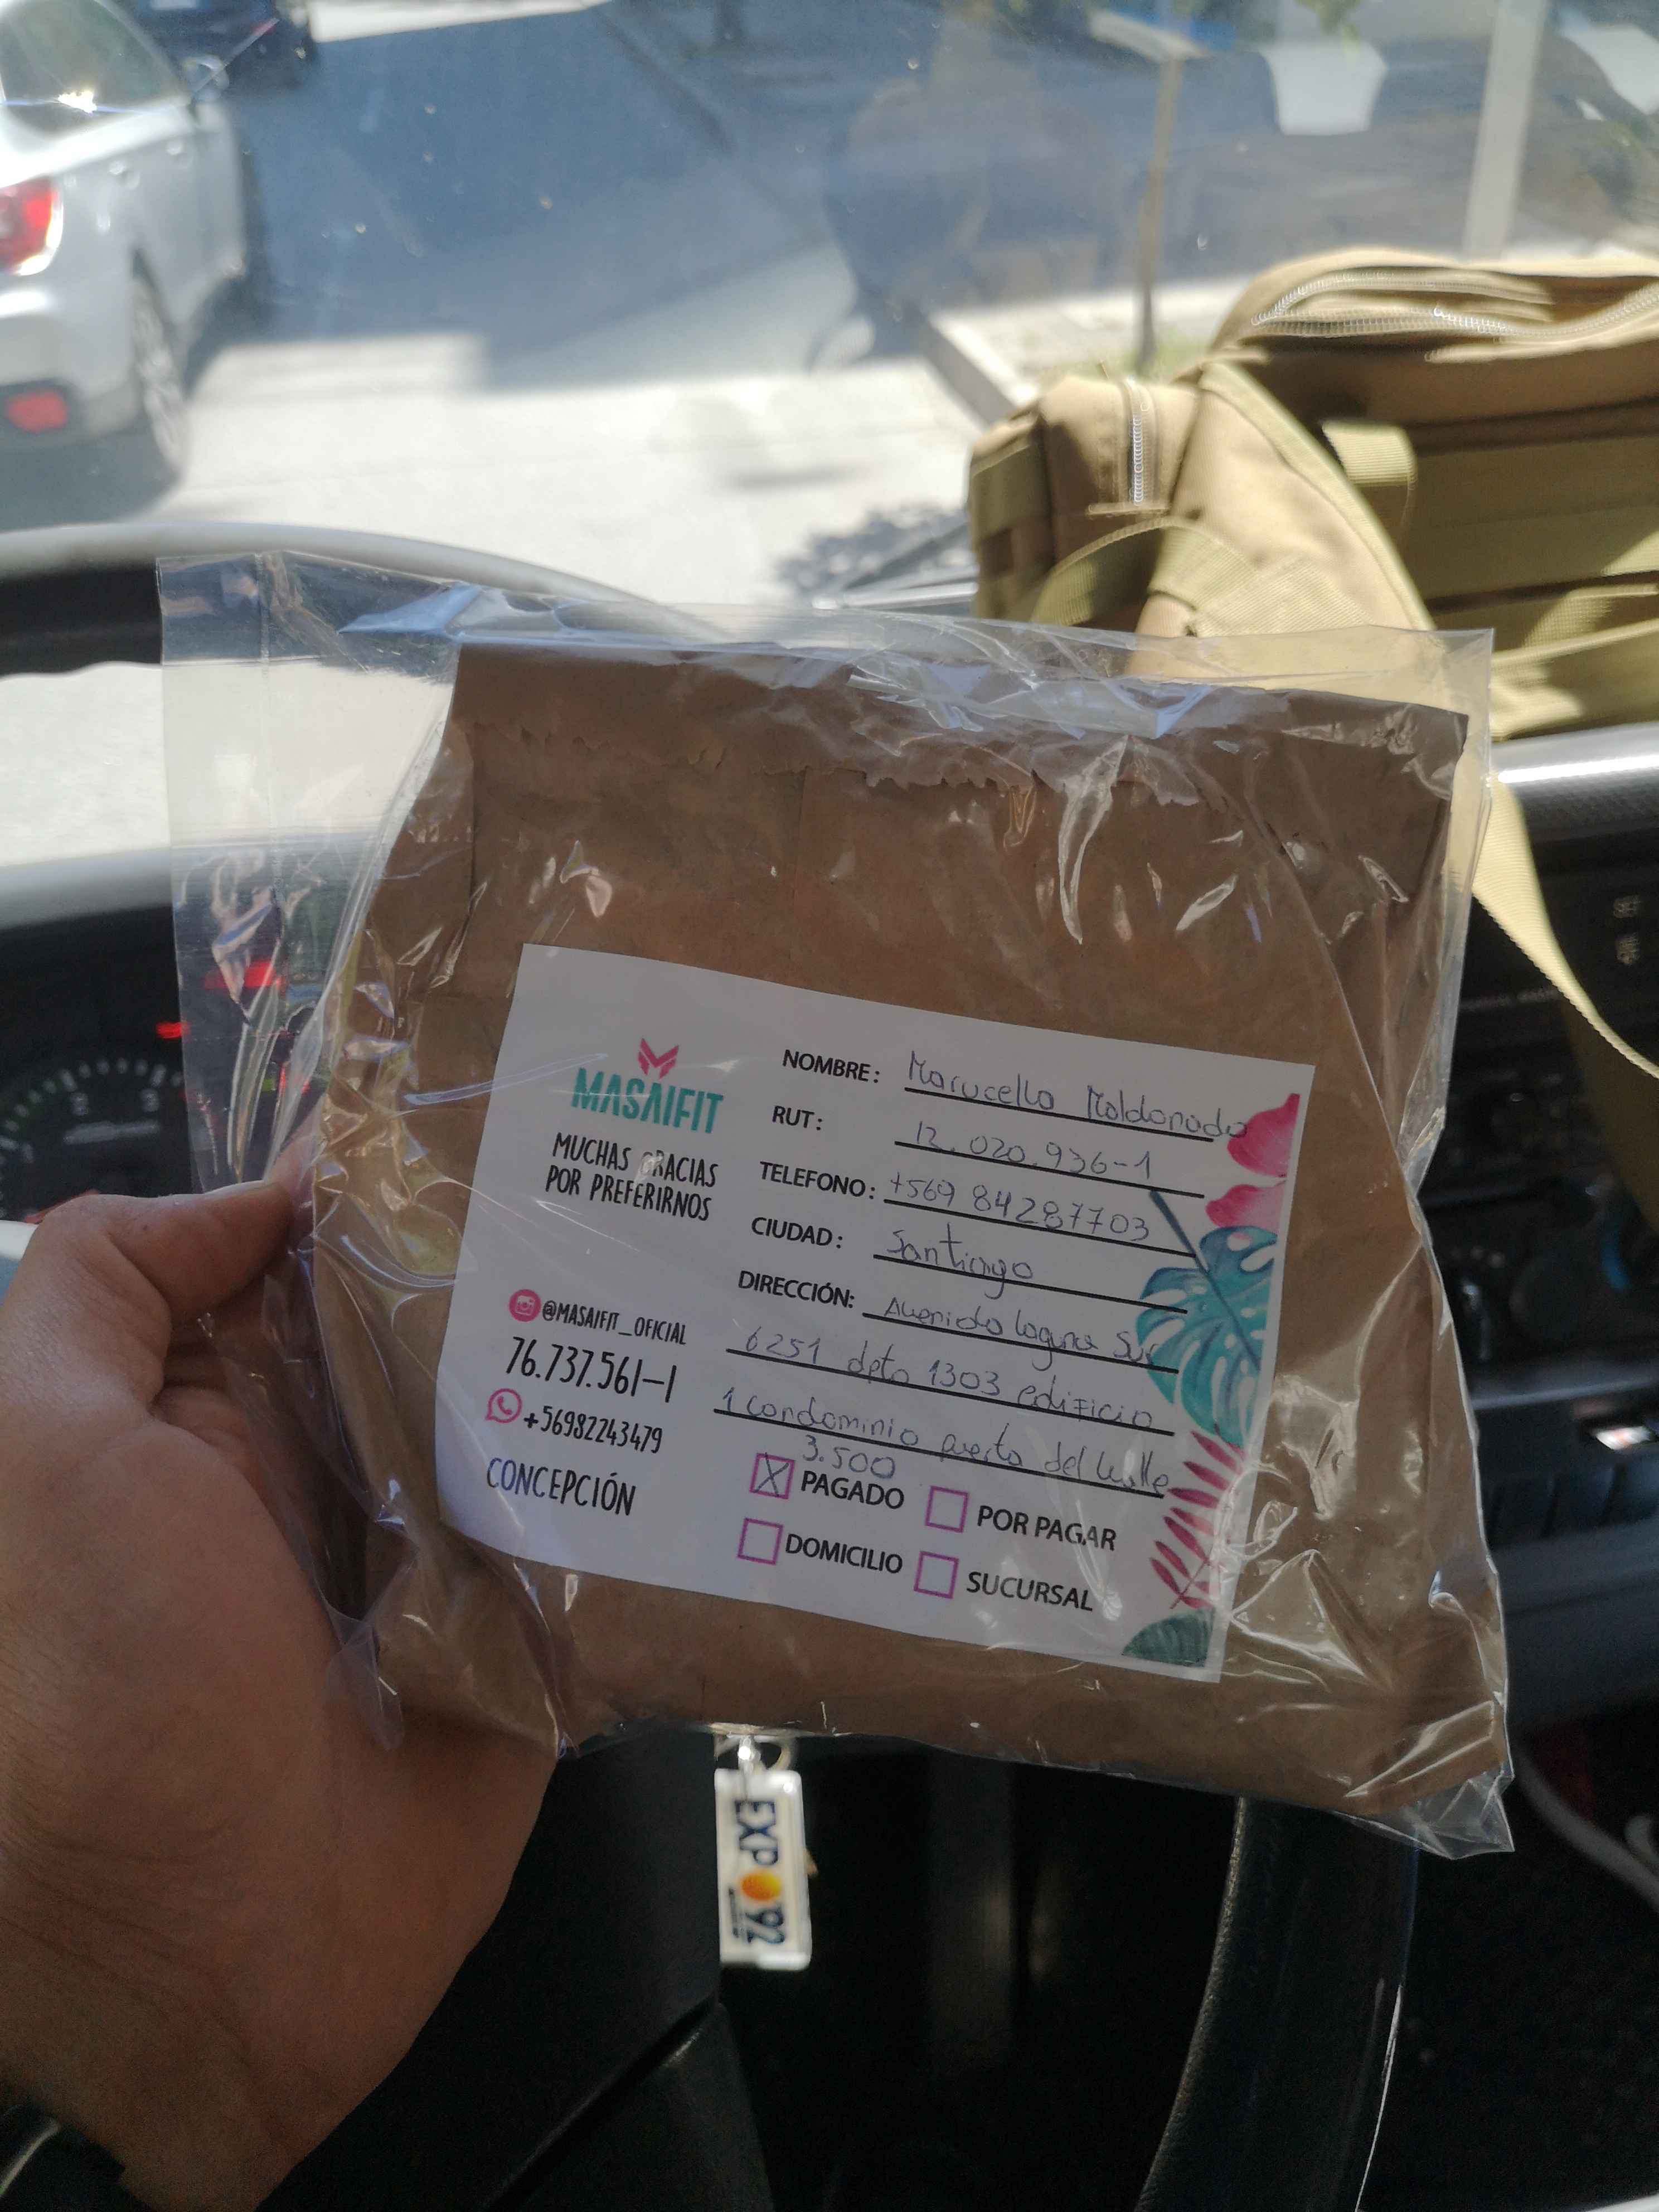 MASAIFIT
MUCHAS GRACIAS
POR PREFERIRNOS
@MASAIFIT_OFICIAL
76.737.561-1
+56982243479
CONCEPCIÓN
NOMBRE: Marucella Maldonado
RUT: 12.020.936-1
TELEFONO: +569 84287703
CIUDAD: Santiago
DIRECCIÓN: Avenida laguna Sur
6251 depto 1303 edificio
1 condominio puerta del
3.500
X PAGADO POR PAGAR
DOMICILIO SUCURSAL
EXPO'92